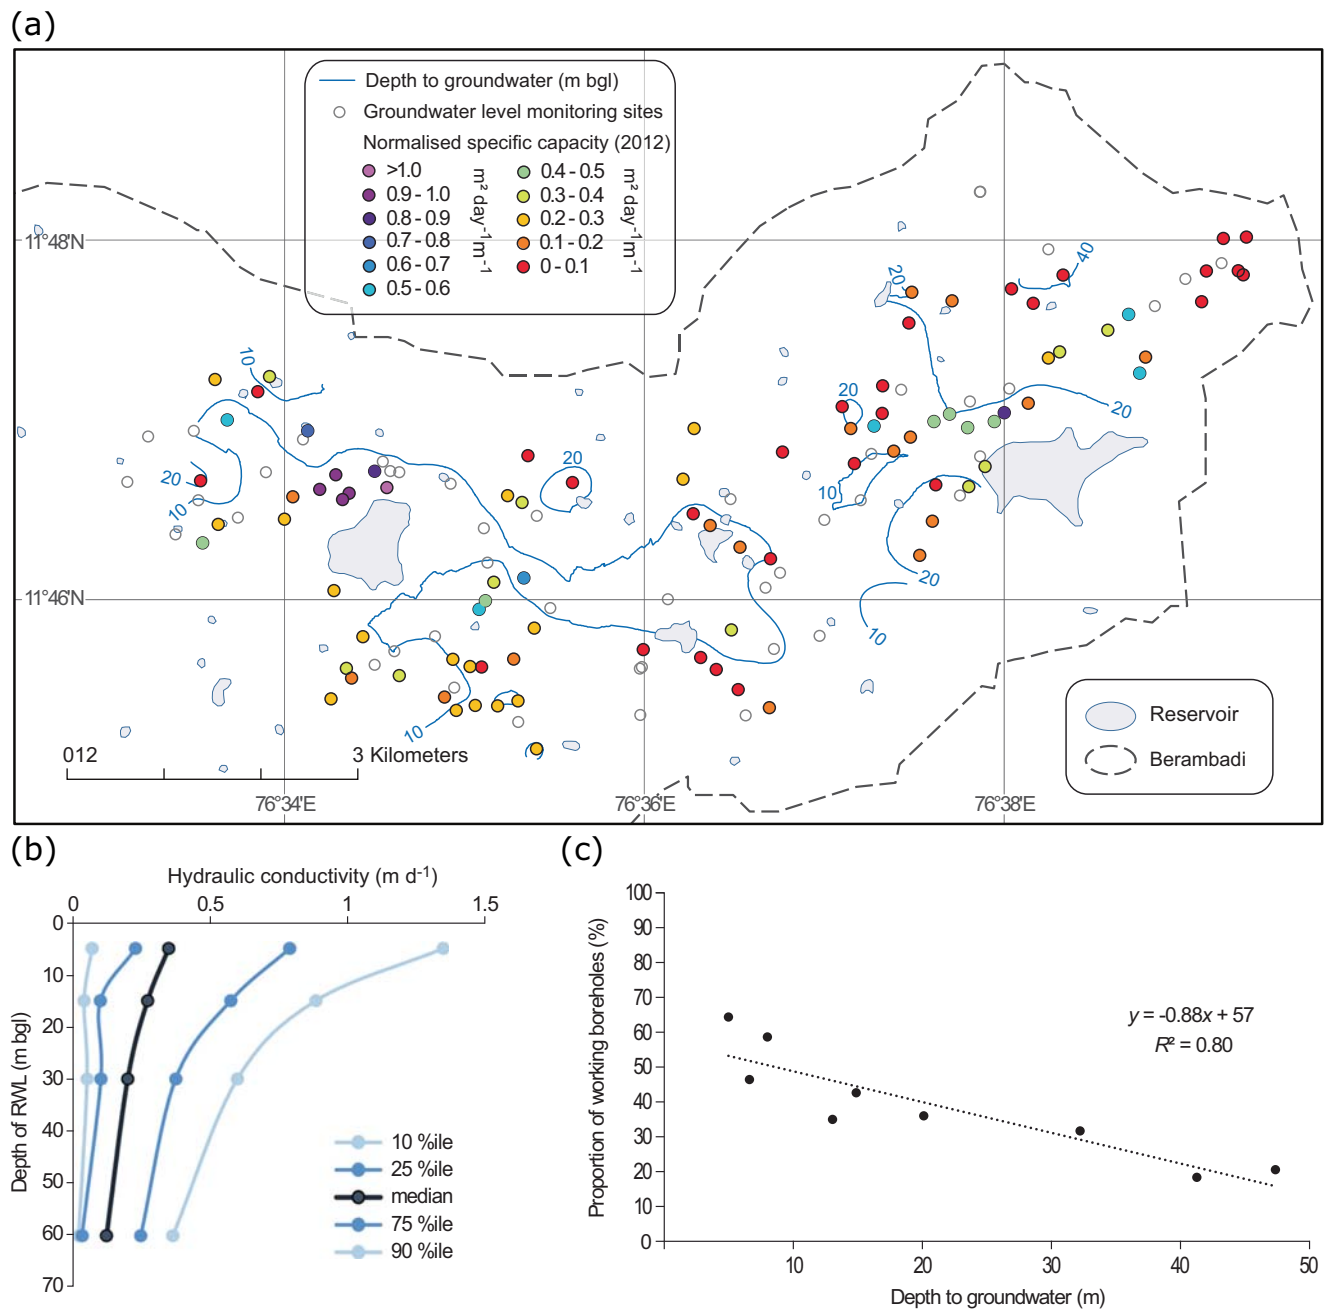 (a)
Depth to groundwater (m bgl)
Groundwater level monitoring sites
Normalised specific capacity (2012)
>1.0
0.9 - 1.0
0.8 - 0.9
0.7 - 0.8
0.6 - 0.7
0.5 - 0.6
m² day⁻¹m⁻¹
0.4 - 0.5
0.3 - 0.4
0.2 - 0.3
0.1 - 0.2
0 - 0.1
m² day⁻¹m⁻¹
11°48'N
20
40
10
20
20
20
20
10
10
11°46'N
20
10
10
Reservoir
Berambadi
012
3 Kilometers
76°34'E
76°36'E
76°38'E
(b)
Hydraulic conductivity (m d⁻¹)
0
0.5
1
1.5
Depth of RWL (m bgl)
0
10
20
30
40
50
60
70
10 %ile
25 %ile
median
75 %ile
90 %ile
(c)
Proportion of working boreholes (%)
100
90
80
70
60
50
40
30
20
10
0
y = -0.88x + 57
R² = 0.80
10
20
30
40
50
Depth to groundwater (m)